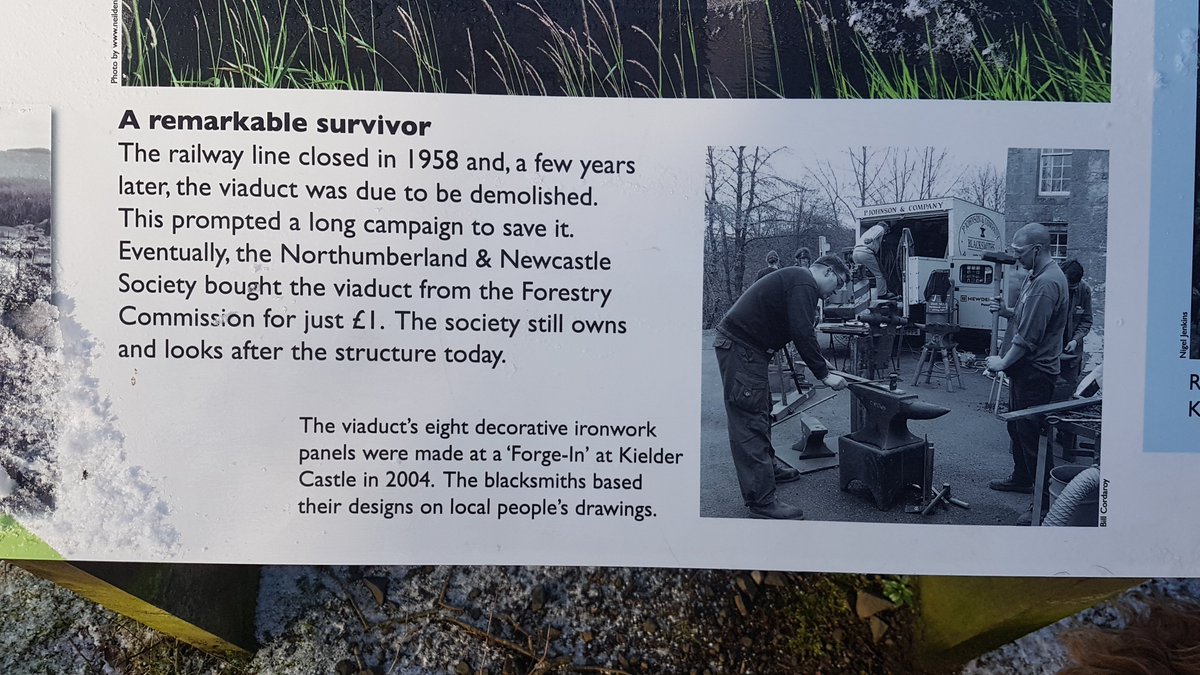 Photo by www.neilden
A remarkable survivor
The railway line closed in 1958 and, a few years
later, the viaduct was due to be demolished.
This prompted a long campaign to save it.
Eventually, the Northumberland & Newcastle
Society bought the viaduct from the Forestry
Commission for just £1. The society still owns
and looks after the structure today.
The viaduct's eight decorative ironwork
panels were made at a 'Forge-In' at Kielder
Castle in 2004. The blacksmiths based
their designs on local people's drawings.
P. JOHNSON & COMPANY
BLACKSMITHS
Bill Cordaroy
Nigel Jenkins
R
K